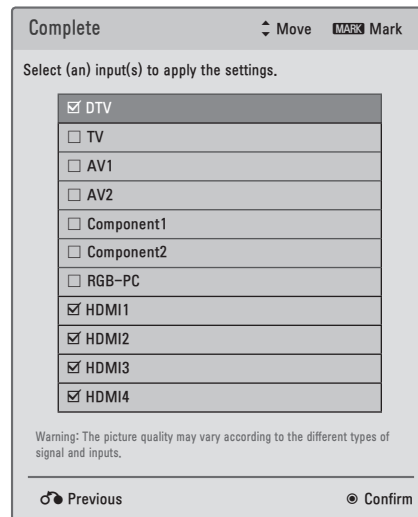 Complete Move MARK Mark
Select (an) input(s) to apply the settings.
DTV
TV
AV1
AV2
Component1
Component2
RGB-PC
HDMI1
HDMI2
HDMI3
HDMI4
Warning: The picture quality may vary according to the different types of
signal and inputs.
Previous Confirm